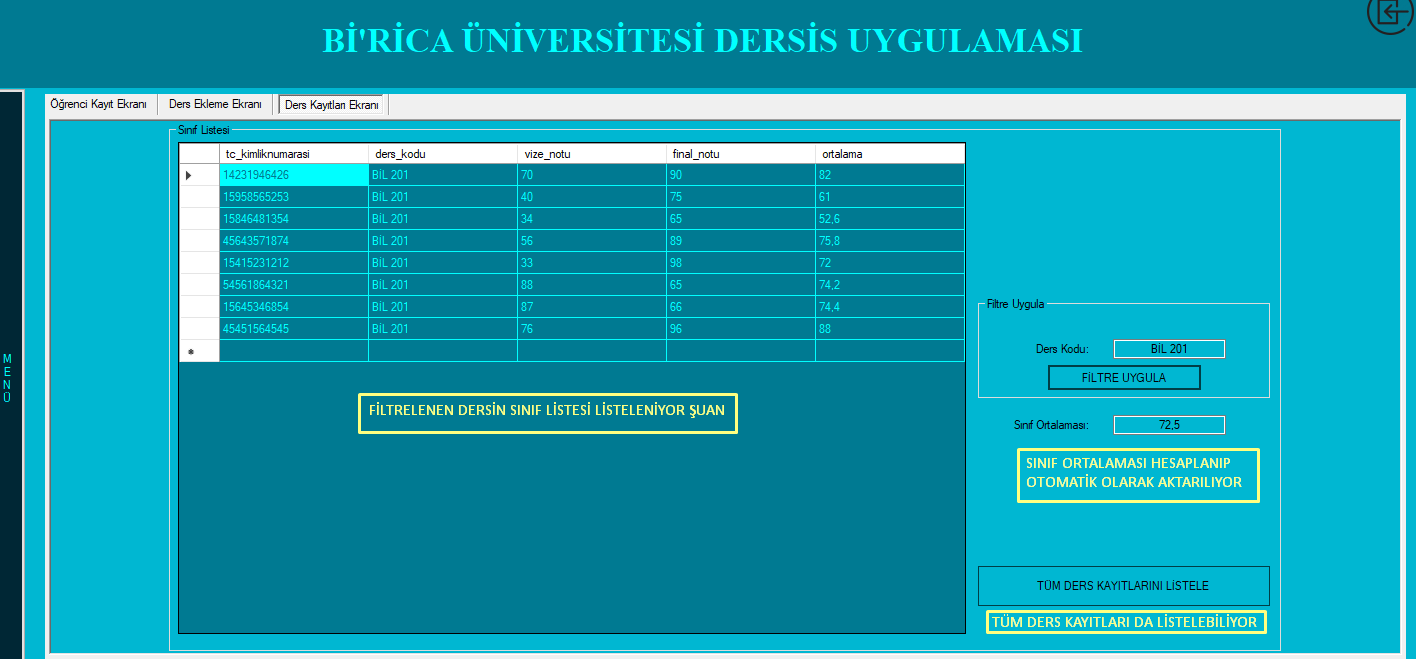 Bİ'RİCA ÜNİVERSİTESİ DERSİS UYGULAMASI
Öğrenci Kayıt Ekranı Ders Ekleme Ekranı Ders Kayıtları Ekranı
Sınıf Listesi
tc_kimliknumarasi ders_kodu vize_notu final_notu ortalama
14231946426 BİL 201 70 90 82
15958565253 BİL 201 40 75 61
15846481354 BİL 201 34 65 52,6
45643571874 BİL 201 56 89 75,8
15415231212 BİL 201 33 98 72
54561864321 BİL 201 88 65 74,2
15645346854 BİL 201 87 66 74,4
45451564545 BİL 201 76 96 88
MENÜ
FİLTRELENEN DERSİN SINIF LİSTESİ LİSTELENİYOR ŞUAN
Filtre Uygula
Ders Kodu: BİL 201
FİLTRE UYGULA
Sınıf Ortalaması: 72,5
SINIF ORTALAMASI HESAPLANIP
OTOMATİK OLARAK AKTARILIYOR
TÜM DERS KAYITLARINI LİSTELE
TÜM DERS KAYITLARI DA LİSTELEBİLİYOR